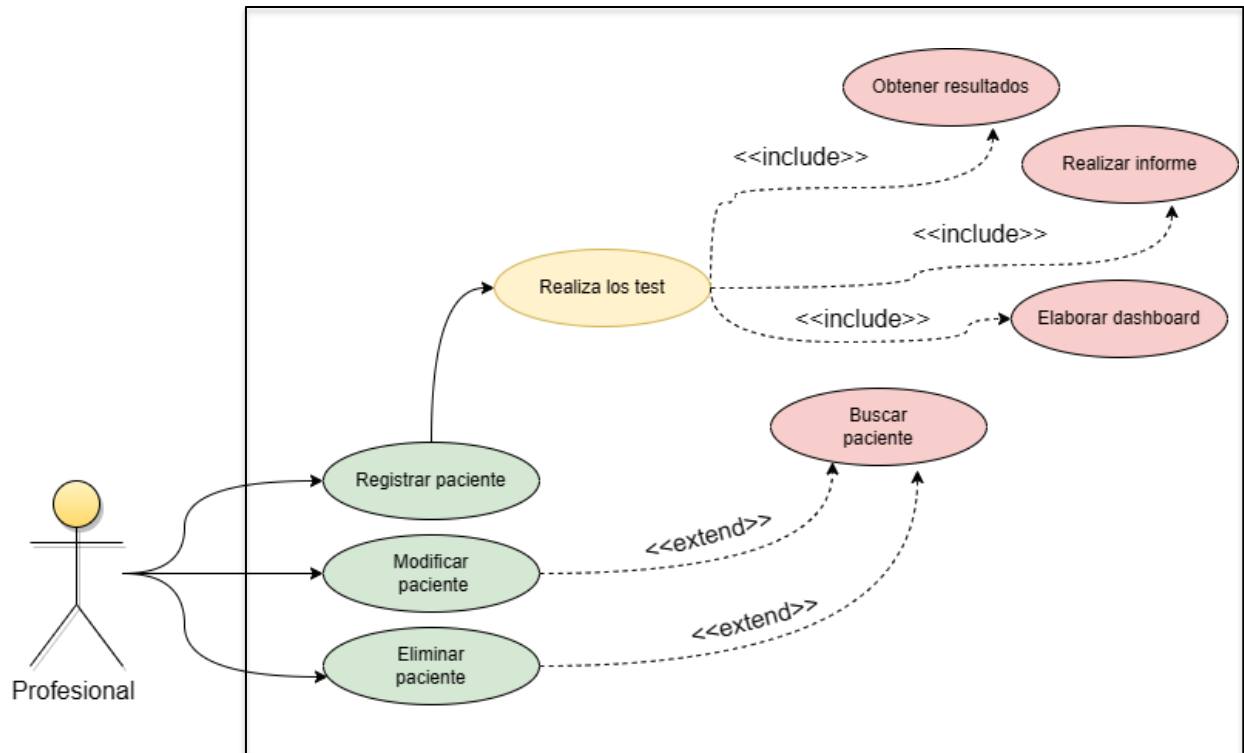 Obtener resultados
<<include>>
Realizar informe
<<include>>
Realiza los test
<<include>>
Elaborar dashboard
Buscar
paciente
Registrar paciente
<<extend>>
Modificar
paciente
<<extend>>
Eliminar
paciente
Profesional